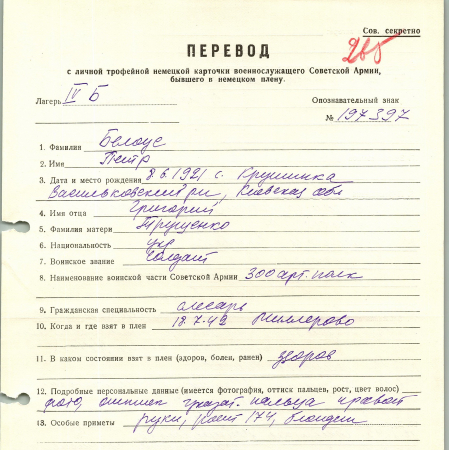 Сов. секретно
ПЕРЕВОД
с личной трофейной немецкой карточки военнослужащего Советской Армии,
бывшего в немецком плену.
Лагерь IV Б
Опознавательный знак
№ 197397
1. Фамилия Белоус
2. Имя Петр
3. Дата и место рождения 8.6.1921 с. Крушинка
Васильковский р-н, Киевская обл
4. Имя отца Григорий
5. Фамилия матери
6. Национальность укр
7. Воинское звание солдат
8. Наименование воинской части Советской Армии 300 арт. полк
9. Гражданская специальность слесарь
10. Когда и где взят в плен 18.7.42 Миллерово
11. В каком состоянии взят в плен (здоров, болен, ранен) здоров
12. Подробные персональные данные (имеется фотография, оттиск пальцев, рост, цвет волос)
фото, оттиск указат. пальца правой
13. Особые приметы руки, рост 174, блондин